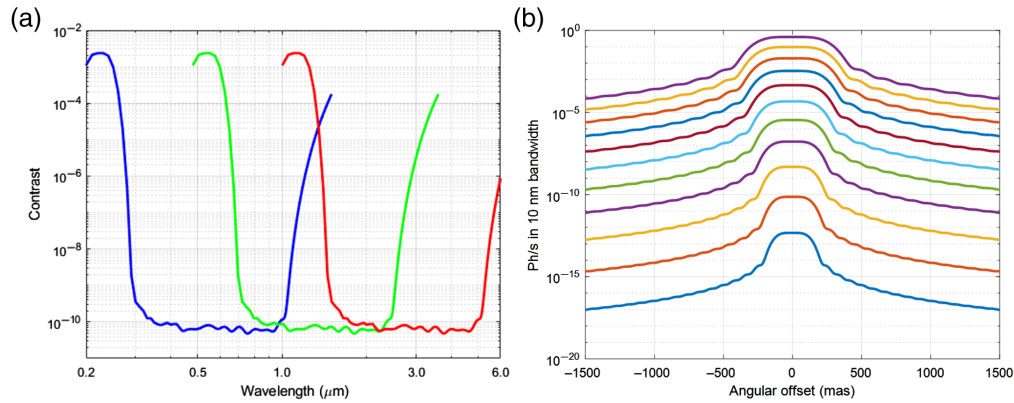 (a)
10⁻²
10⁻⁴
10⁻⁶
10⁻⁸
10⁻¹⁰
Contrast
0.2 0.5 1.0 3.0 6.0
Wavelength (μm)
(b)
10⁰
10⁻⁵
10⁻¹⁰
10⁻¹⁵
10⁻²⁰
Ph/s in 10 nm bandwidth
−1500 −1000 −500 0 500 1000 1500
Angular offset (mas)